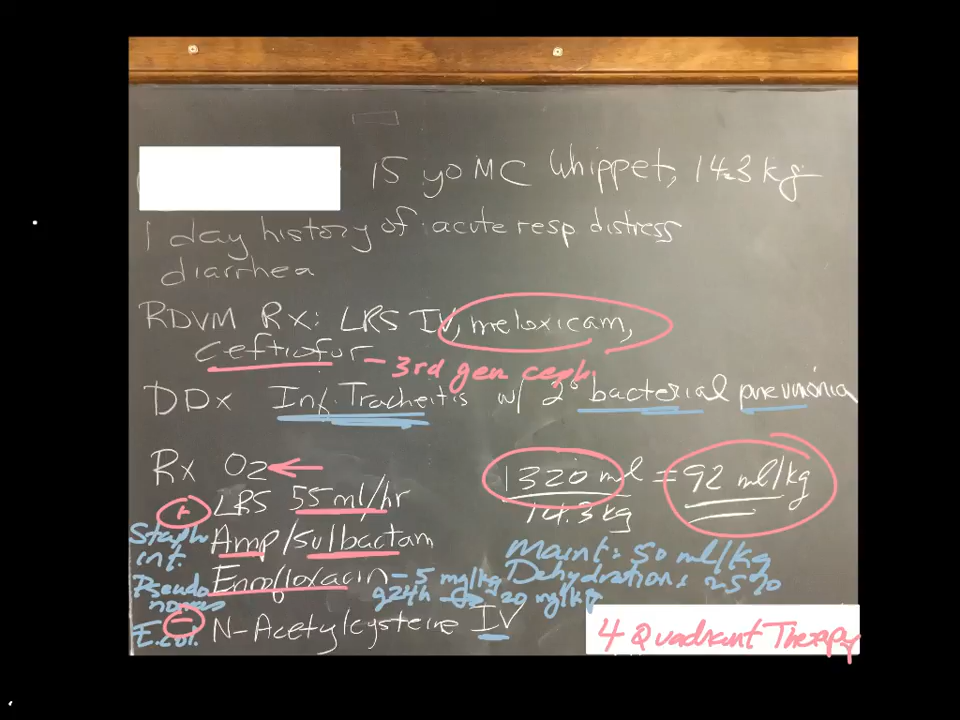 15 yo MC Whippet, 14.3 kg
1 day history of acute resp distress
diarrhea
RDVM Rx: LRS IV, meloxicam,
ceftiofur - 3rd gen ceph
DDx Inf. Tracheitis w/ 2° bacterial pneumonia
Rx O2
+ LRS 55 ml/hr
1320 ml = 92 ml/kg
14.3 kg
Staph int.
Amp/Sulbactam
Maint: 50 ml/kg
Pseudo
monas
Enrofloxacin - 5 mg/kg
q24h → 20 mg/kg
Dehydration:
- E. coli.
N-Acetylcysteine IV
4 Quadrant Therapy